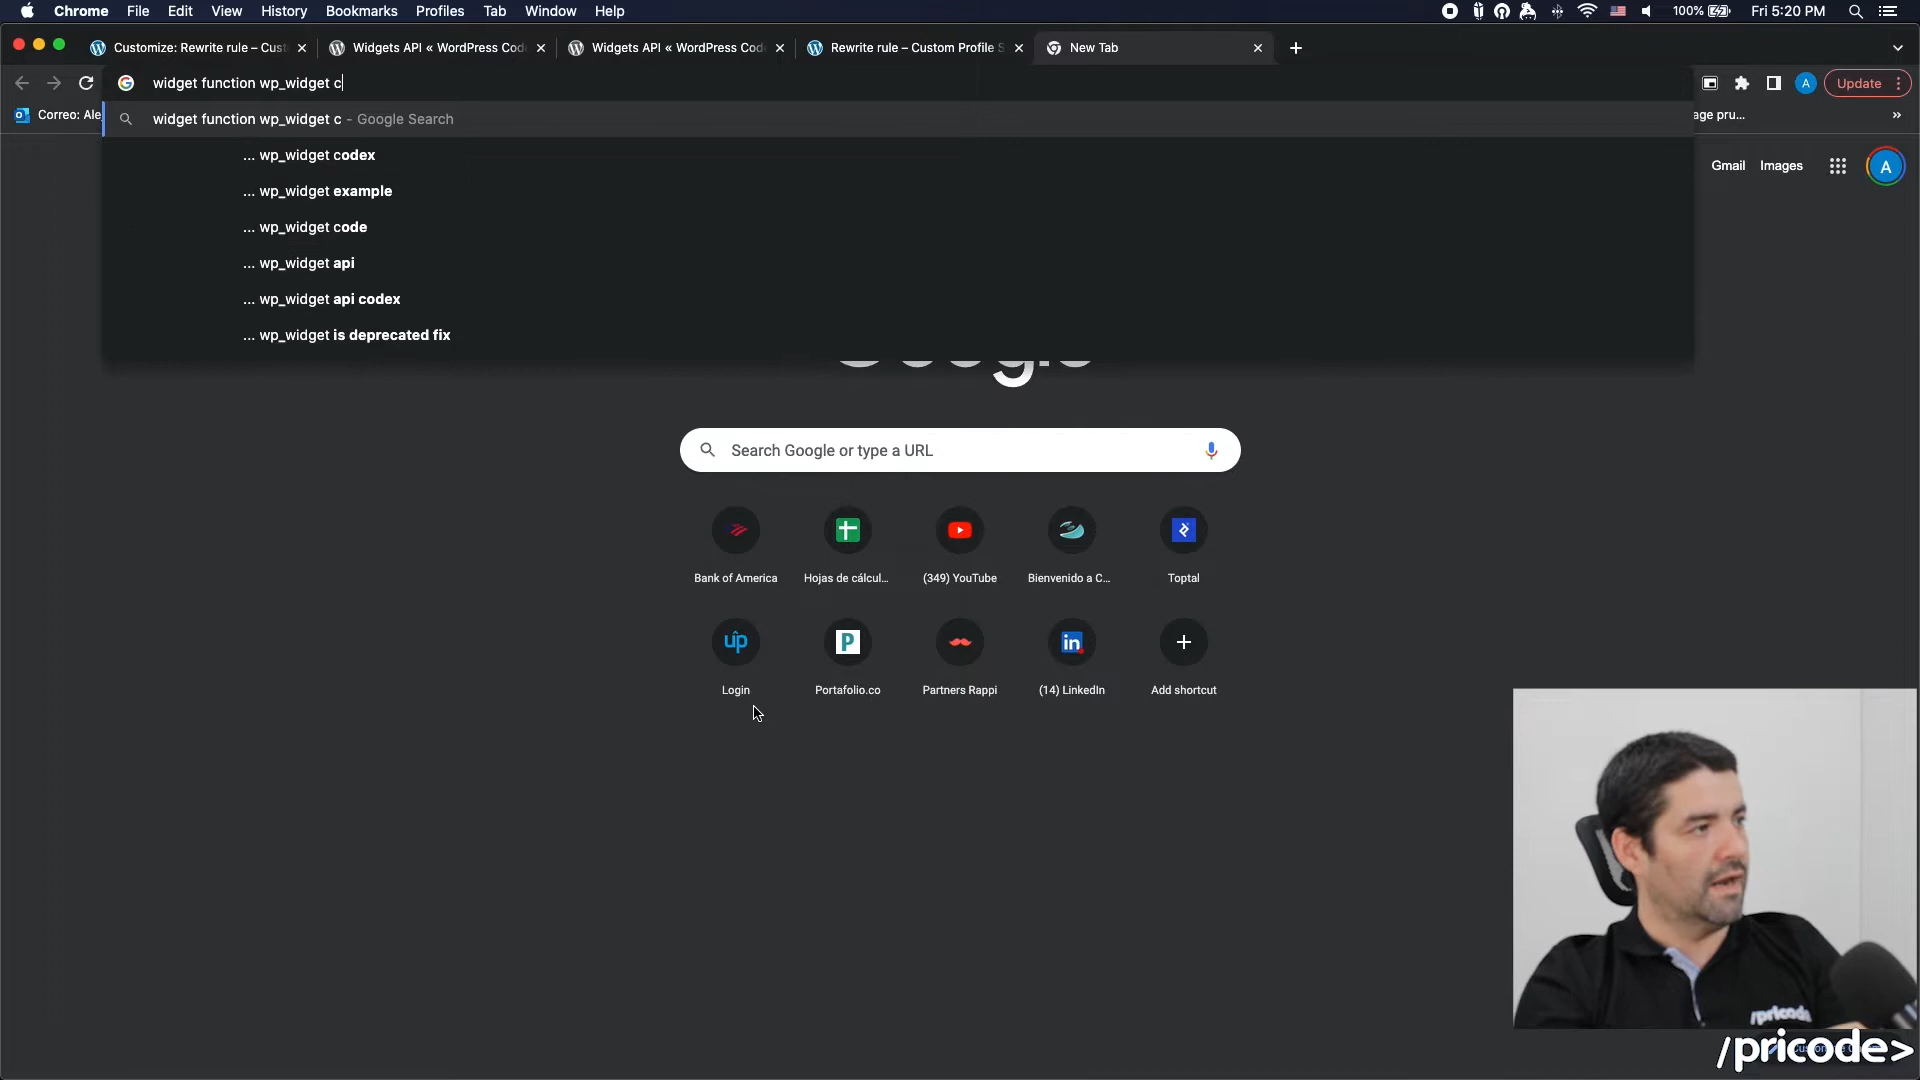 Chrome File Edit View History Bookmarks Profiles Tab Window Help 100% Fri 5:20 PM
Customize: Rewrite rule – Cust Widgets API « WordPress Cod Widgets API « WordPress Cod Rewrite rule – Custom Profile S New Tab
widget function wp_widget c Update
Correo: Ale age pru... »
widget function wp_widget c - Google Search
... wp_widget codex
Gmail Images A
... wp_widget example
... wp_widget code
... wp_widget api
... wp_widget api codex
... wp_widget is deprecated fix
Search Google or type a URL
Bank of America Hojas de cálcul... (349) YouTube Bienvenido a C... Toptal
up P in
Login Portafolio.co Partners Rappi (14) LinkedIn Add shortcut
/pricode
/pricode>